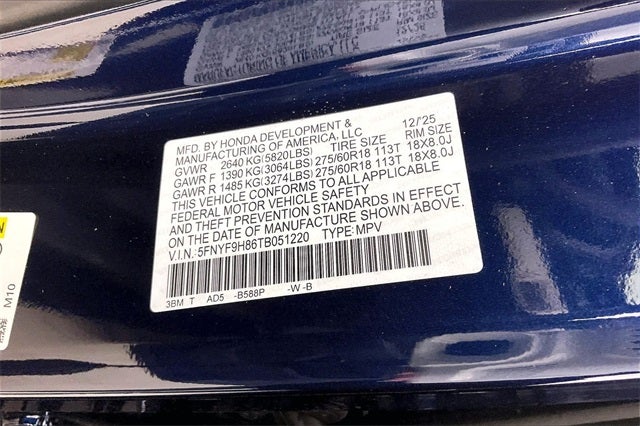 MFD. BY HONDA DEVELOPMENT & 12/25
MANUFACTURING OF AMERICA, LLC TIRE SIZE RIM SIZE
GVWR 2640 KG(5820LBS)
GAWR F 1390 KG(3064LBS) 275/60R18 113T 18X8.0J
GAWR R 1485 KG(3274LBS) 275/60R18 113T 18X8.0J
THIS VEHICLE CONFORMS TO ALL APPLICABLE
FEDERAL MOTOR VEHICLE SAFETY
AND THEFT PREVENTION STANDARDS IN EFFECT
ON THE DATE OF MANUFACTURE SHOWN ABOVE.
V.I.N.: 5FNYF9H86TB051220 TYPE: MPV
3BM T AD5 -B588P -W -B
M10